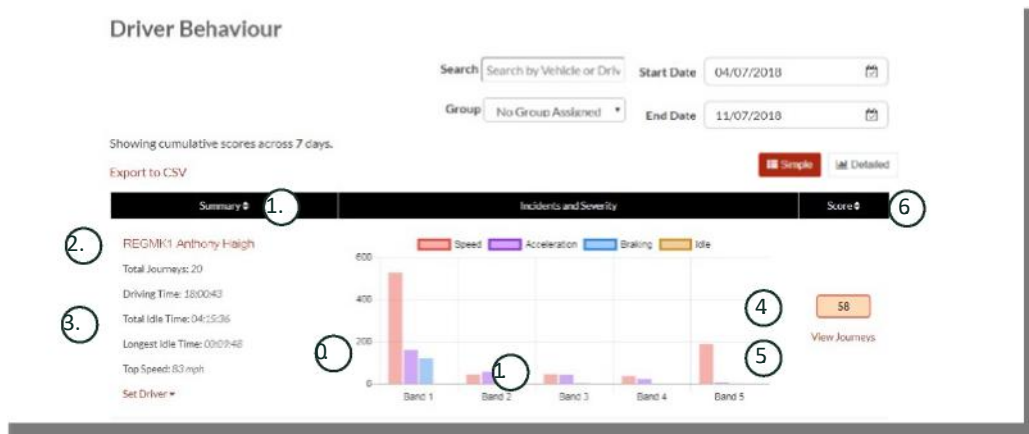 Driver Behaviour
Search Search by Vehicle or Driv Start Date 04/07/2018
Group No Group Assigned End Date 11/07/2018
Showing cumulative scores across 7 days.
Export to CSV
Simple Detailed
Summary 1. Incidents and Severity Score 6
2. REGMK1 Anthony Haigh
Speed Acceleration Braking Idle
Total Journeys: 20
Driving Time: 18:00:43
3. Total Idle Time: 04:15:36
Longest Idle Time: 00:09:48
Top Speed: 83 mph
Set Driver
600
400
200
0
1
Band 1 Band 2 Band 3 Band 4 Band 5
4 58
5 View Journeys